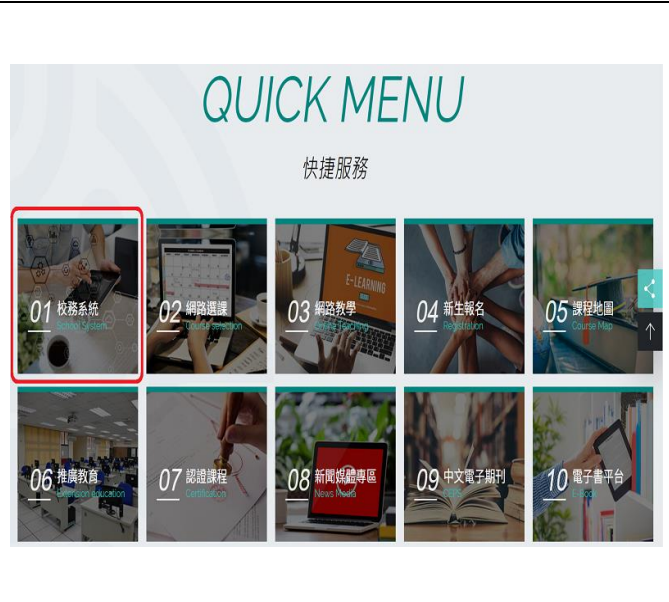 QUICK MENU
快捷服務
01 校務系統
School System
02 網路選課
Course selection
E-LEARNING
03 網路教學
Online Teaching
04 新生報名
Registration
05 課程地圖
Course Map
06 推廣教育
Extension education
07 認證課程
Certification
08 新聞媒體專區
News Media
09 中文電子期刊
CEPS
10 電子書平台
E-Book